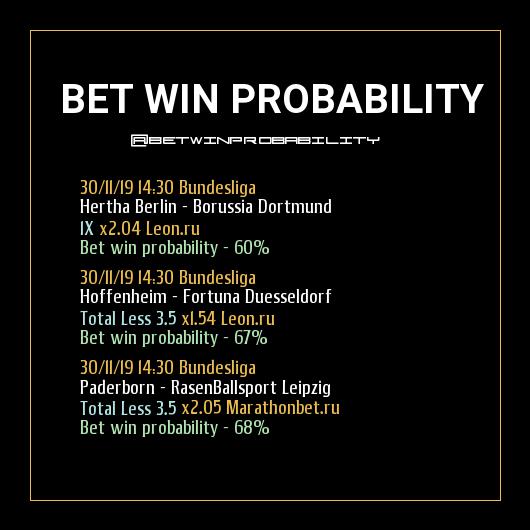 BET WIN PROBABILITY
@BETWINPROBABILITY
30/11/19 14:30 Bundesliga
Hertha Berlin - Borussia Dortmund
1X x2.04 Leon.ru
Bet win probability - 60%
30/11/19 14:30 Bundesliga
Hoffenheim - Fortuna Duesseldorf
Total Less 3.5 x1.54 Leon.ru
Bet win probability - 67%
30/11/19 14:30 Bundesliga
Paderborn - RasenBallsport Leipzig
Total Less 3.5 x2.05 Marathonbet.ru
Bet win probability - 68%